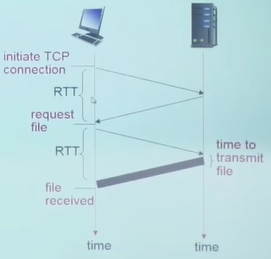 initiate TCP
connection
RTT
request
file
RTT
time to
transmit
file
file
received
time
time